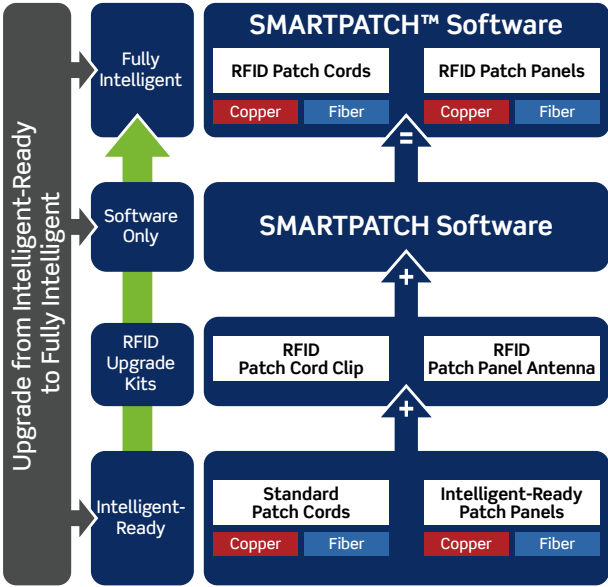 Upgrade from Intelligent-Ready
to Fully Intelligent
Fully
Intelligent
SMARTPATCH™ Software
RFID Patch Cords
RFID Patch Panels
Copper
Fiber
Copper
Fiber
=
Software
Only
SMARTPATCH Software
+
RFID
Upgrade
Kits
RFID
Patch Cord Clip
RFID
Patch Panel Antenna
+
Intelligent-
Ready
Standard
Patch Cords
Intelligent-Ready
Patch Panels
Copper
Fiber
Copper
Fiber